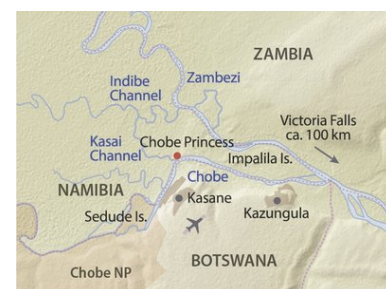 ZAMBIA
Indibe
Channel
Zambezi
Victoria Falls
ca. 100 km
Kasai
Channel
Chobe Princess
Impalila Is.
Chobe
NAMIBIA
Kasane
Sedude Is.
Kazungula
BOTSWANA
Chobe NP